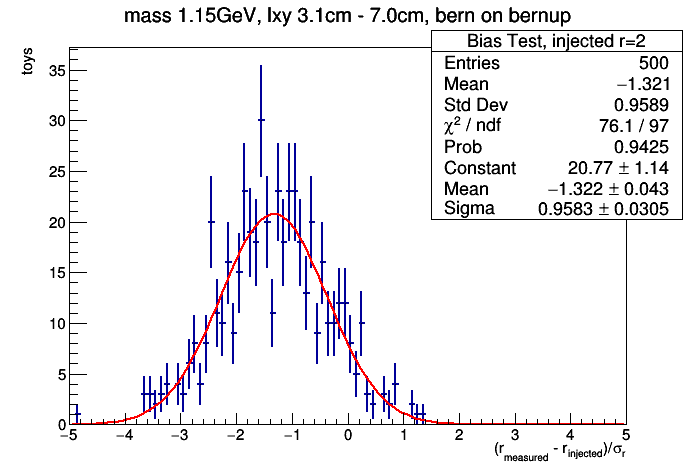 mass 1.15GeV, lxy 3.1cm - 7.0cm, bern on bernup
Bias Test, injected r=2
Entries 500
Mean −1.321
Std Dev 0.9589
χ² / ndf 76.1 / 97
Prob 0.9425
Constant 20.77 ± 1.14
Mean −1.322 ± 0.043
Sigma 0.9583 ± 0.0305
toys
35
30
25
20
15
10
5
0
−5 −4 −3 −2 −1 0 1 2 3 4 5
(r_measured - r_injected)/σ_r